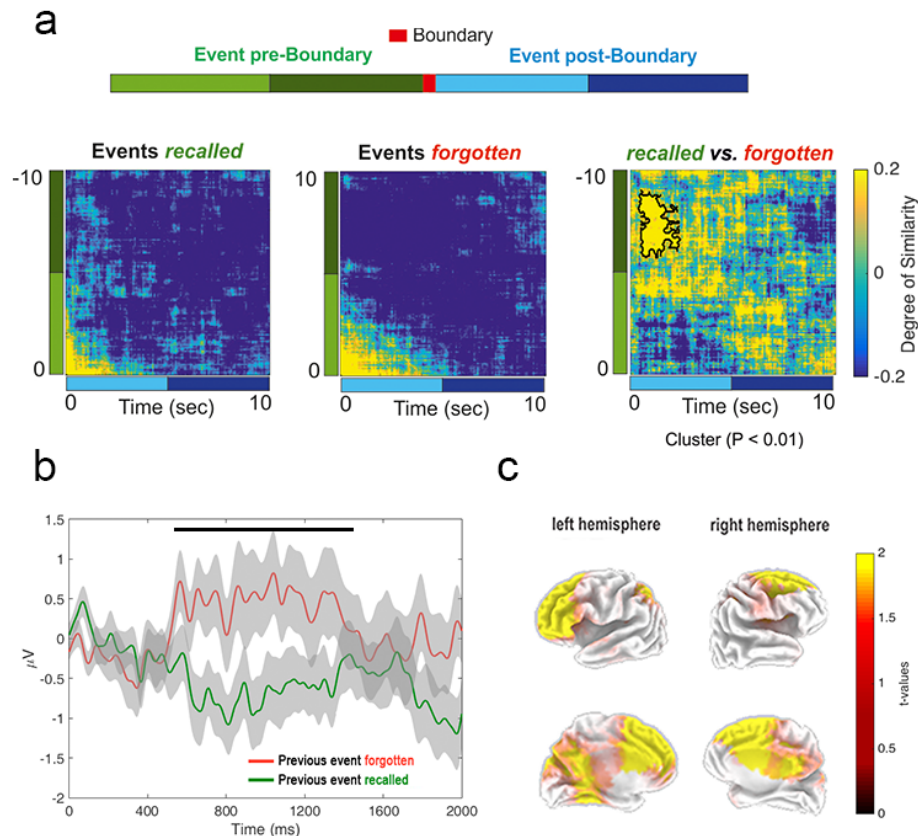 a
Boundary
Event pre-Boundary
Event post-Boundary
Events recalled
Events forgotten
recalled vs. forgotten
-10
0
0
Time (sec)
10
10
0
0
Time (sec)
10
-10
0
0
Time (sec)
10
0.2
0
-0.2
Degree of Similarity
Cluster (P < 0.01)
b
1.5
1
0.5
0
-0.5
-1
-1.5
-2
μV
Previous event forgotten
Previous event recalled
0
400
800
1200
1600
2000
Time (ms)
c
left hemisphere
right hemisphere
2
1.5
1
0.5
0
t-values